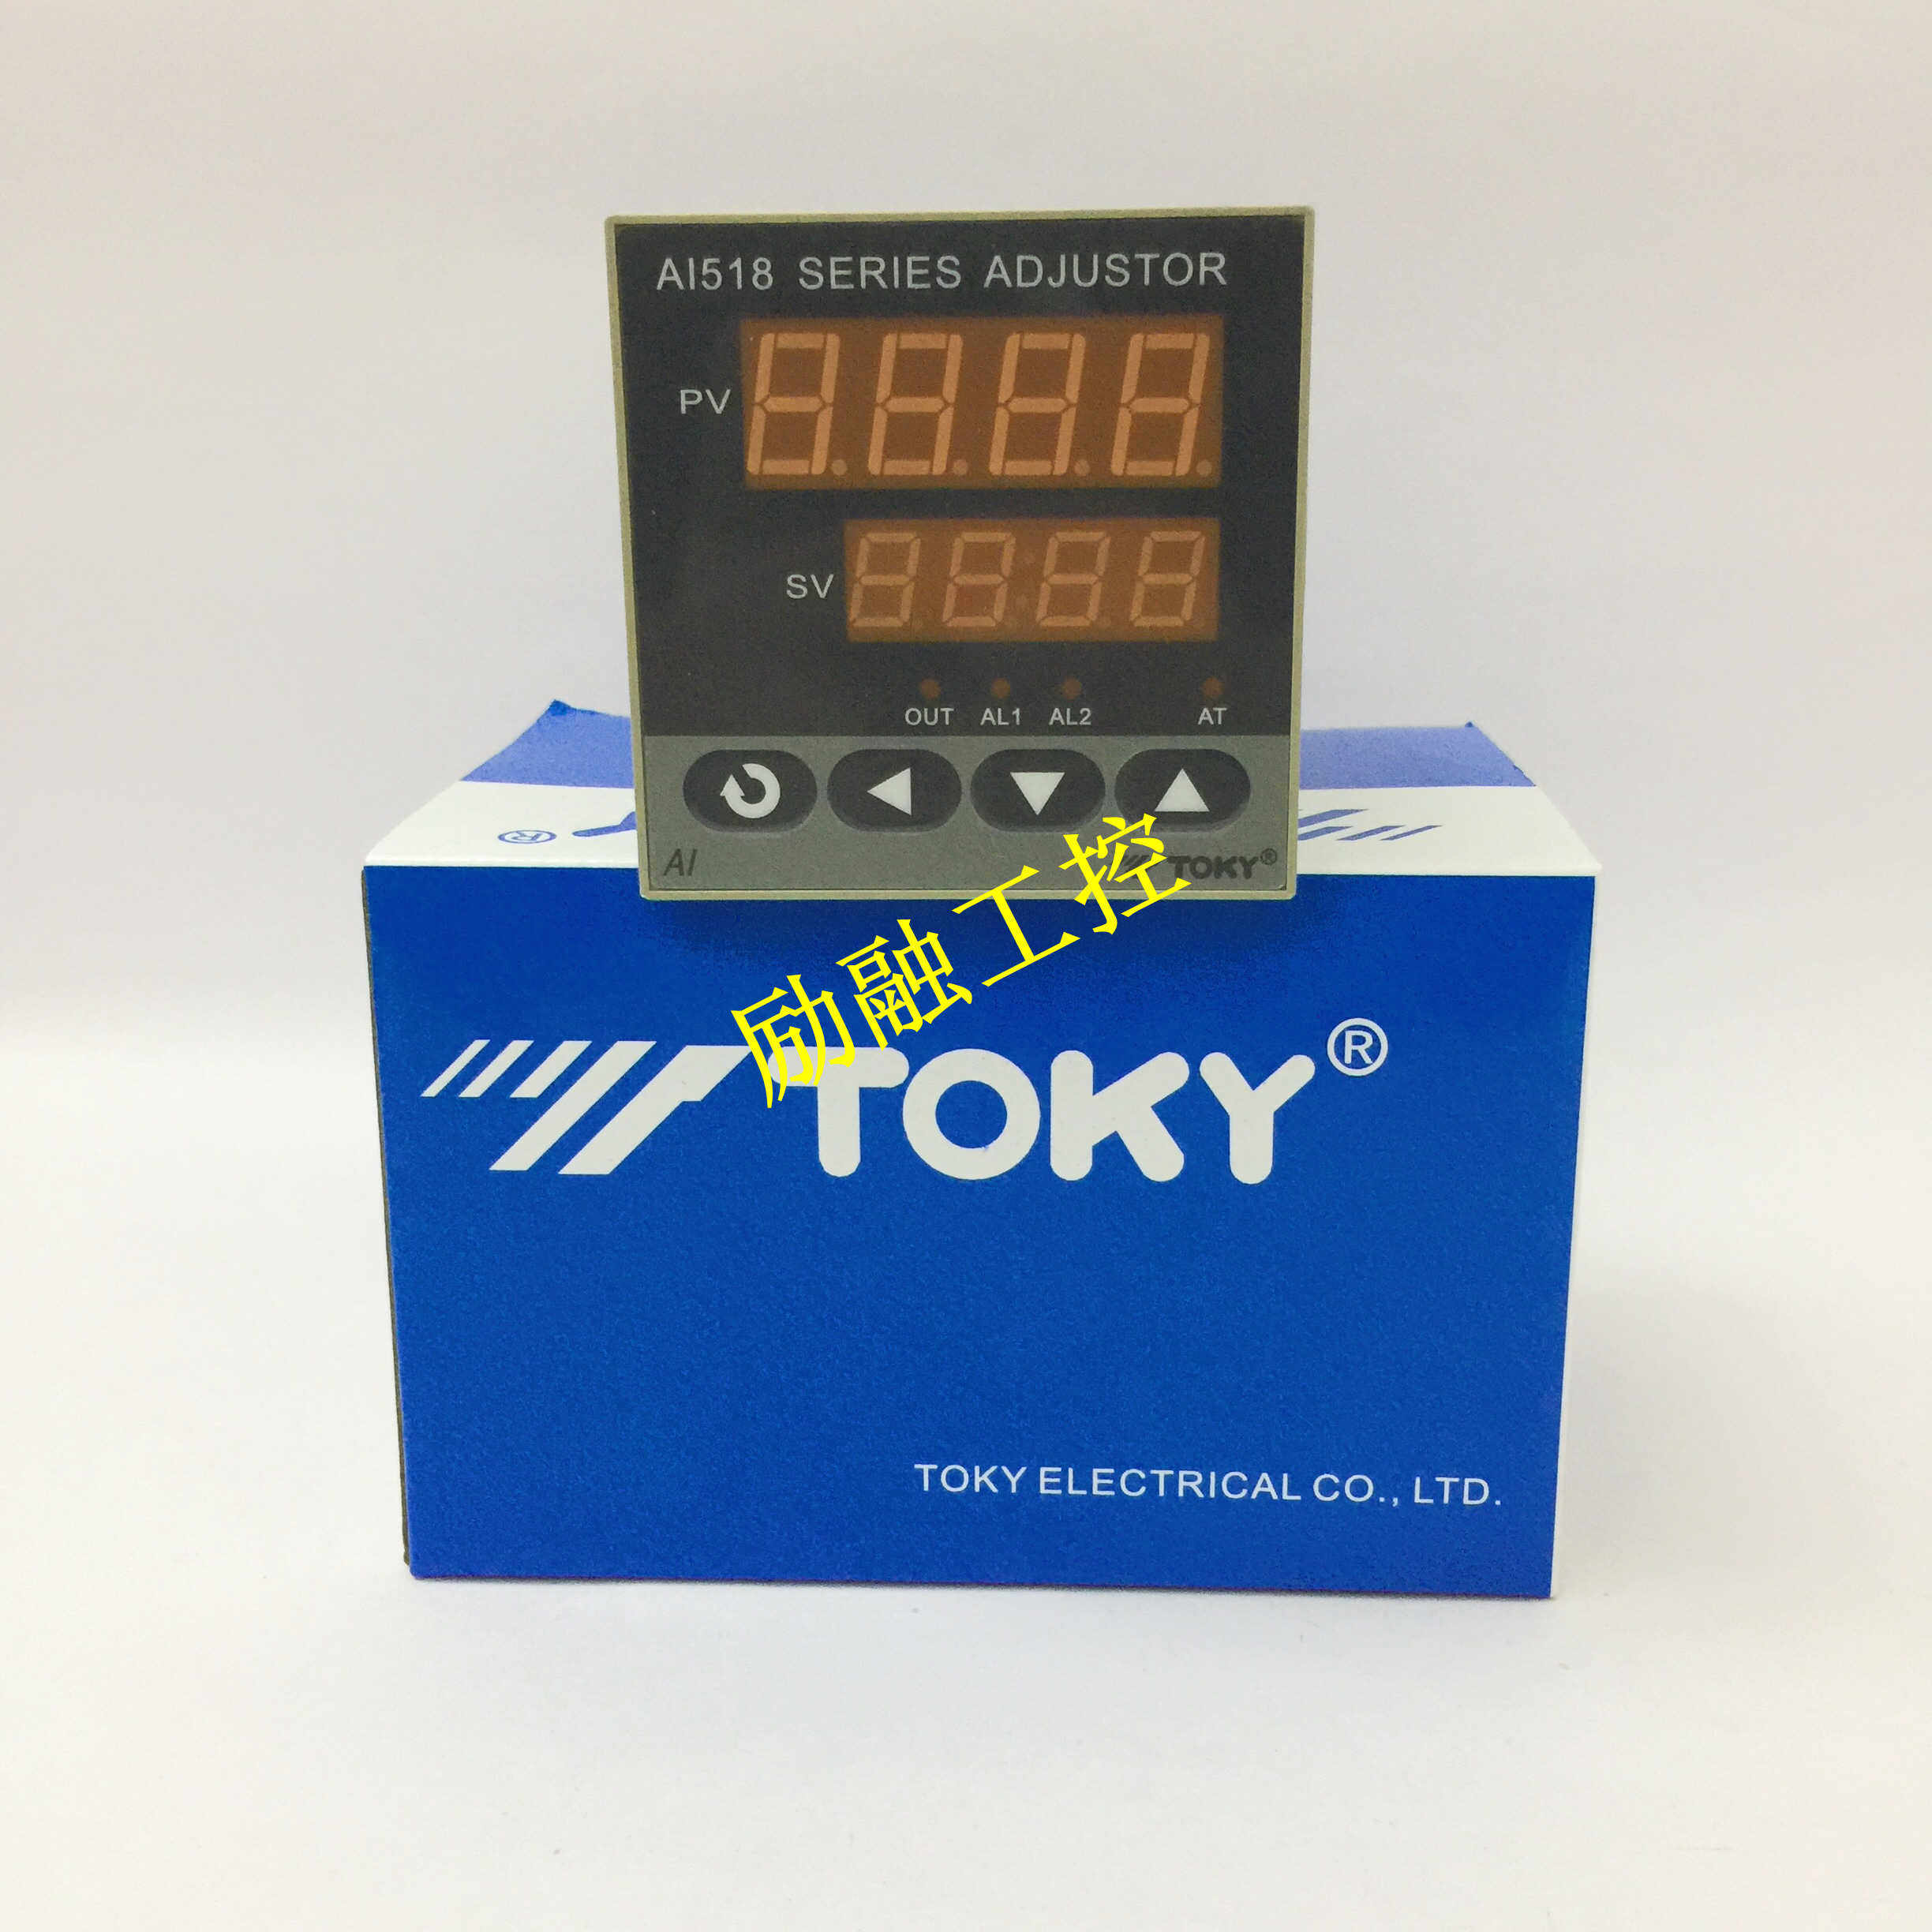 AI518 SERIES ADJUSTOR
PV
SV
OUT AL1 AL2 AT
AI TOKY®
®
励融工控
TOKY®
TOKY ELECTRICAL CO., LTD.